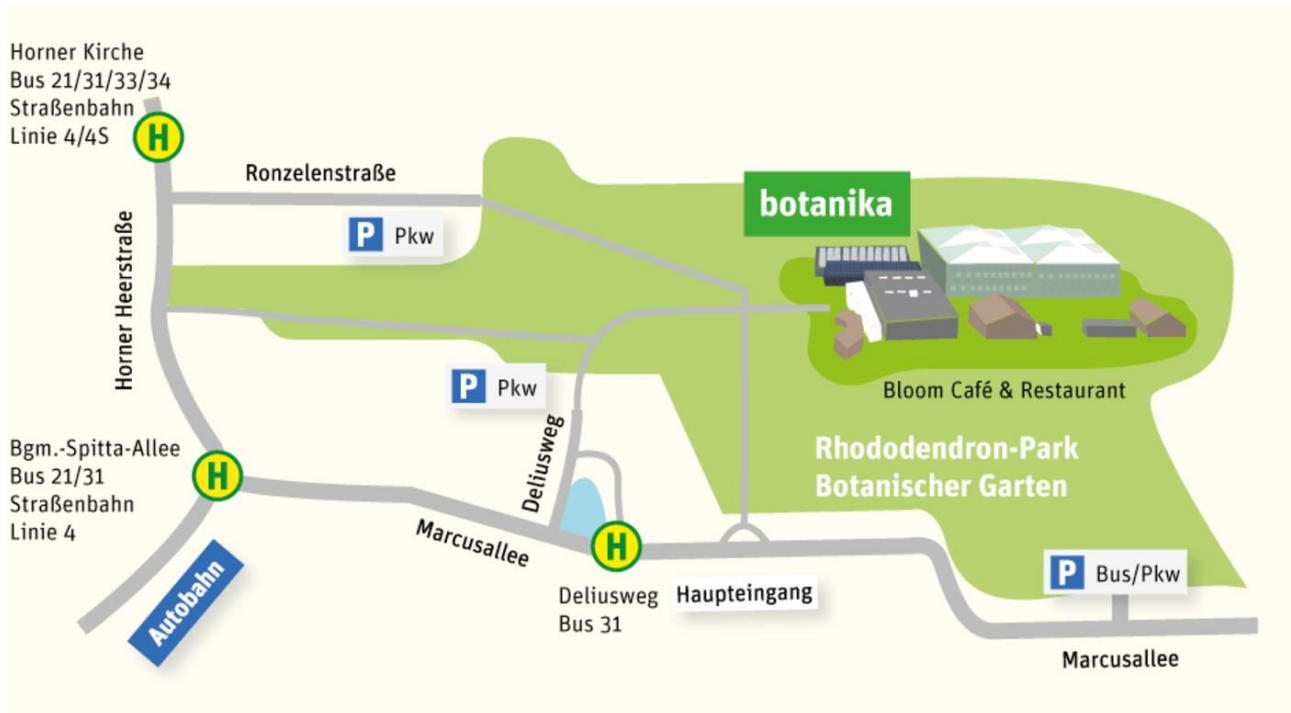 Horner Kirche
Bus 21/31/33/34
Straßenbahn
Linie 4/4S
H
Ronzelenstraße
P Pkw
botanika
Horner Heerstraße
P Pkw
Bloom Café & Restaurant
Bgm.-Spitta-Allee
Bus 21/31
Straßenbahn
Linie 4
H
Deliusweg
Rhododendron-Park
Botanischer Garten
Marcusallee
H
Autobahn
Deliusweg
Bus 31
Haupteingang
P Bus/Pkw
Marcusallee